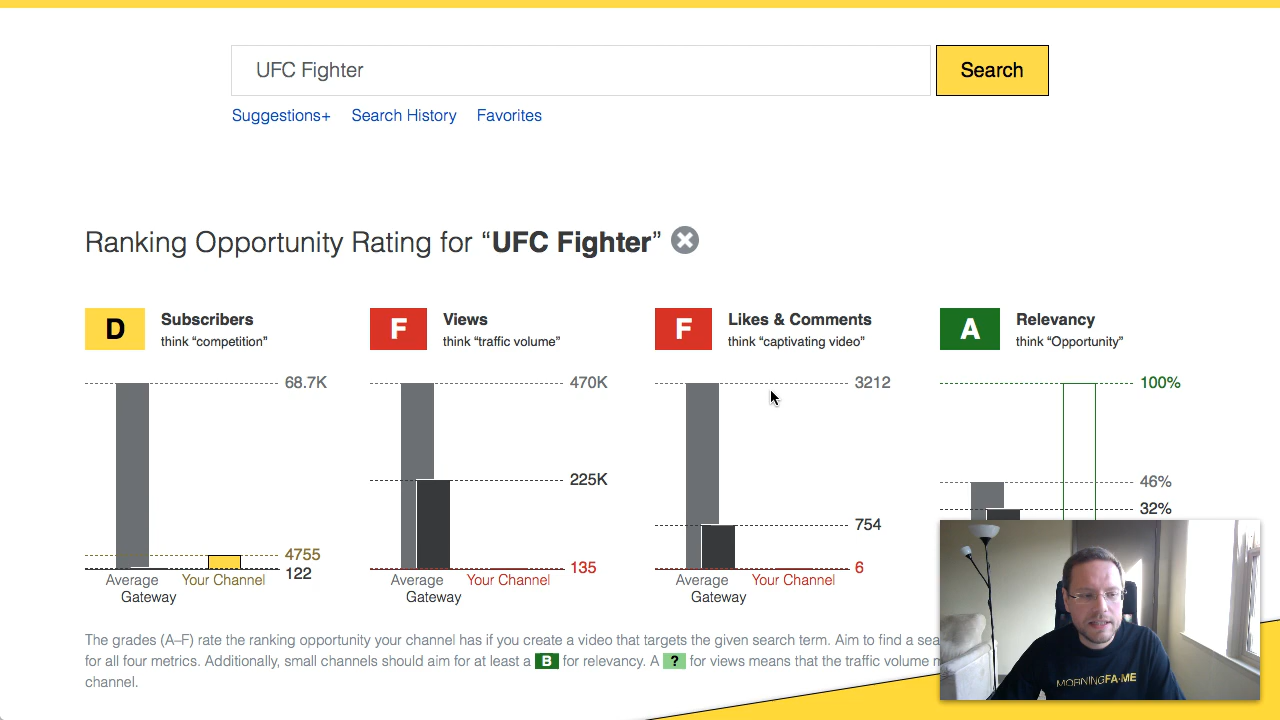 UFC Fighter
Search
Suggestions+ Search History Favorites
Ranking Opportunity Rating for “UFC Fighter”
D Subscribers
think “competition”
68.7K
4755
122
Average Your Channel
Gateway
F Views
think “traffic volume”
470K
225K
135
Average Your Channel
Gateway
F Likes & Comments
think “captivating video”
3212
754
6
Average Your Channel
Gateway
A Relevancy
think “Opportunity”
100%
46%
32%
The grades (A–F) rate the ranking opportunity your channel has if you create a video that targets the given search term. Aim to find a
for all four metrics. Additionally, small channels should aim for at least a B for relevancy. A ? for views means that the traffic volume
channel.
MORNINGFAME